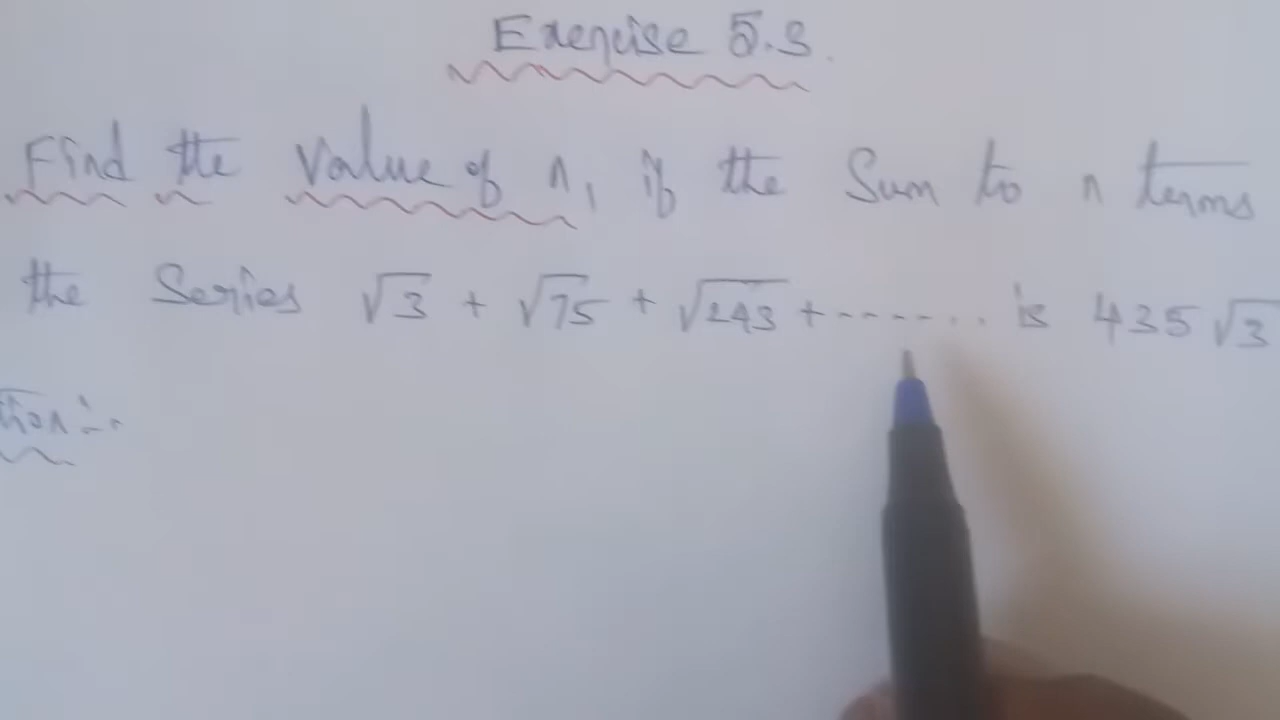 Exercise 5.3.
Find the value of n, if the Sum to n terms
the Series √3 + √75 + √243 + ------.. is 435√3
tion :-